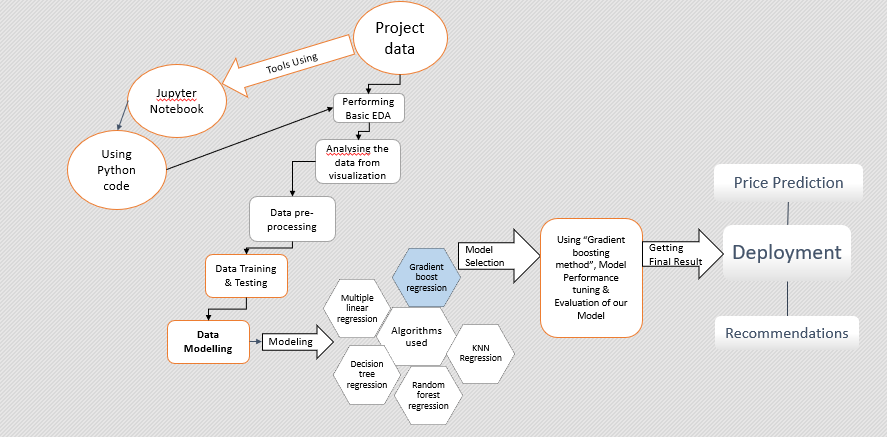 Project
data
Tools Using
Jupyter
Notebook
Using
Python
code
Performing
Basic EDA
Analysing the
data from
visualization
Data pre-
processing
Data Training
& Testing
Data
Modelling
Modeling
Gradient
boost
regression
Multiple
linear
regression
Algorithms
used
KNN
Regression
Decision
tree
regression
Random
forest
regression
Model
Selection
Using “Gradient
boosting
method”, Model
Performance
tuning &
Evaluation of our
Model
Getting
Final Result
Price Prediction
Deployment
Recommendations